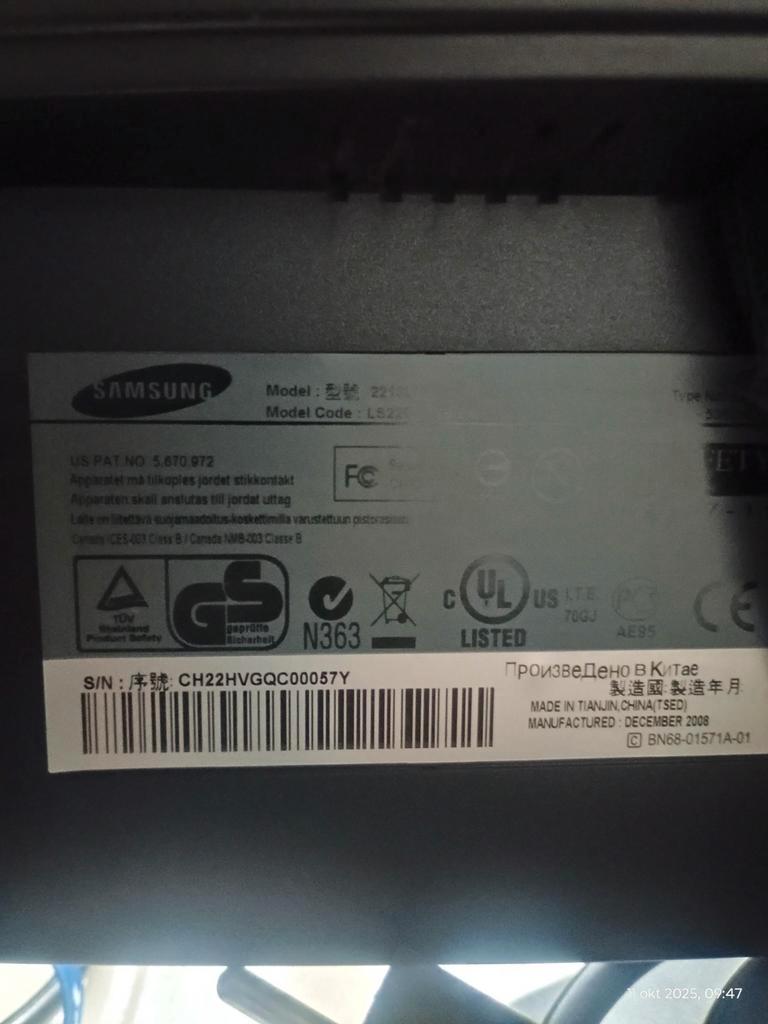 SAMSUNG
Model : 型號
Model Code :
Type
US PAT.NO. 5.670.972
Apparatet må tilkoples jordet stikkontakt
Apparaten skall anslutas till jordat uttag
Laite on liitettävä suojamaadoitus-koskettimilla varustettuun pistorasiaan
Canada ICES-003 Class B / Canada NMB-003 Classe B
FC
TÜV
Rheinland
Product Safety
GS
geprüfte
Sicherheit
N363
C UL US
LISTED
I.T.E.
70GJ
AE95
CE
S/N : 序號: CH22HVGQC00057Y
ПроизвеДено в Китае
製造國:製造年月
MADE IN TIANJIN,CHINA(TSED)
MANUFACTURED : DECEMBER 2008
C BN68-01571A-01
okt 2025, 09:47